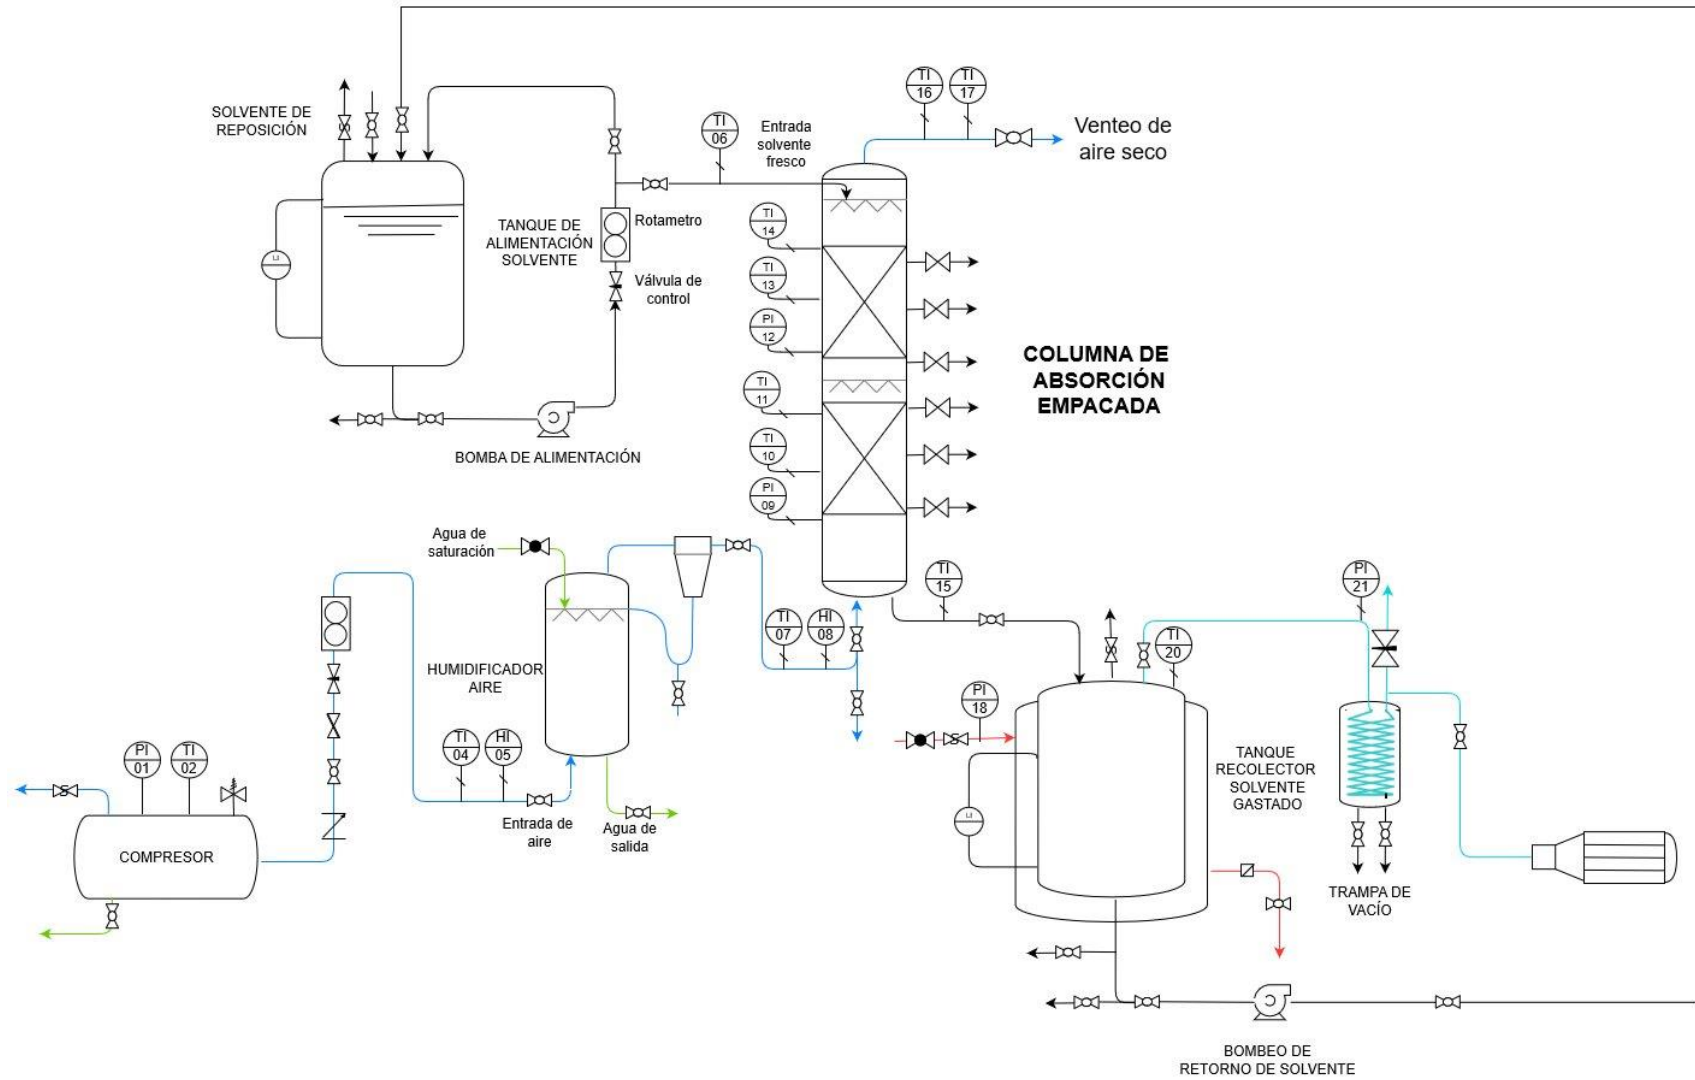 TI
16
TI
17
SOLVENTE DE
REPOSICIÓN
TI
06
Entrada
solvente
fresco
Venteo de
aire seco
TANQUE DE
ALIMENTACIÓN
SOLVENTE
Rotametro
Válvula de
control
LI
TI
14
TI
13
PI
12
TI
11
TI
10
PI
09
COLUMNA DE
ABSORCIÓN
EMPACADA
BOMBA DE ALIMENTACIÓN
Agua de
saturación
HUMIDIFICADOR
AIRE
TI
07
HI
08
TI
15
PI
21
TI
20
PI
18
TI
04
HI
05
PI
01
TI
02
Entrada de
aire
Agua de
salida
COMPRESOR
LI
TANQUE
RECOLECTOR
SOLVENTE
GASTADO
TRAMPA DE
VACÍO
BOMBEO DE
RETORNO DE SOLVENTE